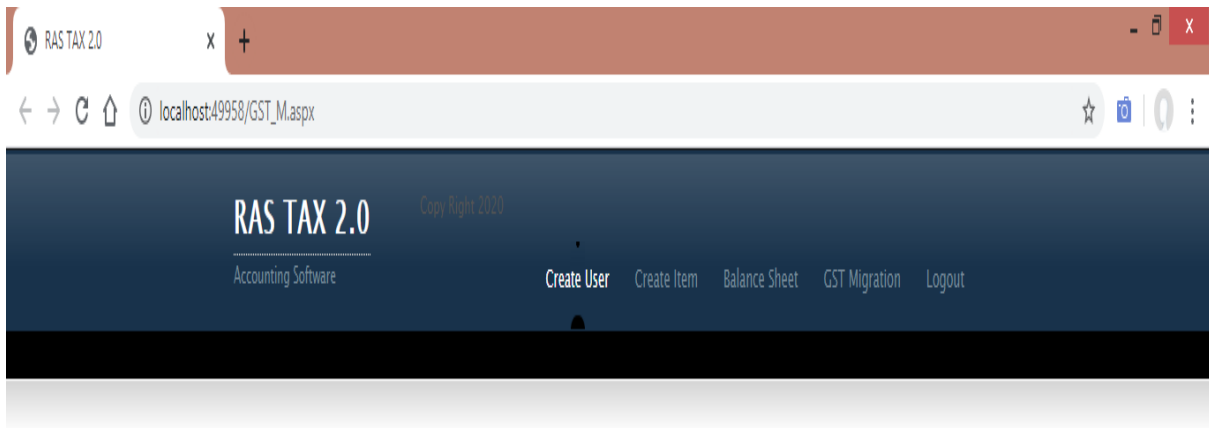 RAS TAX 2.0
localhost:49958/GST_M.aspx
RAS TAX 2.0
Copy Right 2020
Accounting Software
Create User Create Item Balance Sheet GST Migration Logout